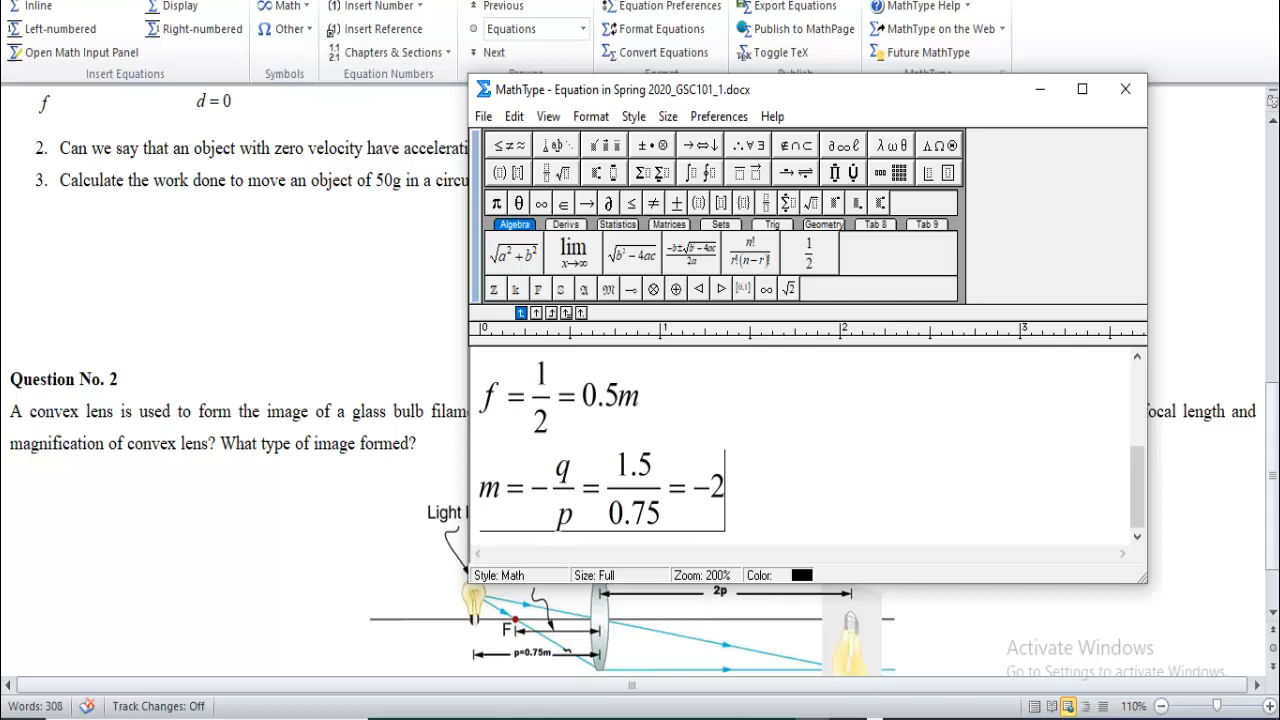 Inline
Display
Math
Insert Number
Previous
Equation Preferences
Export Equations
MathType Help
Left-numbered
Right-numbered
Other
Insert Reference
Equations
Format Equations
Publish to MathPage
MathType on the Web
Open Math Input Panel
Chapters & Sections
Next
Convert Equations
Toggle TeX
Future MathType
Insert Equations
Symbols
Equation Numbers
MathType - Equation in Spring 2020_GSC101_1.docx
File Edit View Format Style Size Preferences Help
Algebra Derivs Statistics Matrices Sets Trig Geometry Tab 8 Tab 9
0 1 2 3
f d = 0
2. Can we say that an object with zero velocity have accelerati
3. Calculate the work done to move an object of 50g in a circu
f = 1/2 = 0.5m
m = − q/p = 1.5/0.75 = −2
Style: Math Size: Full Zoom: 200% Color:
Question No. 2
A convex lens is used to form the image of a glass bulb filam
focal length and
magnification of convex lens? What type of image formed?
Light
2p
F
p=0.75m
Activate Windows
Go to Settings to activate Windows.
Words: 308 Track Changes: Off 110%